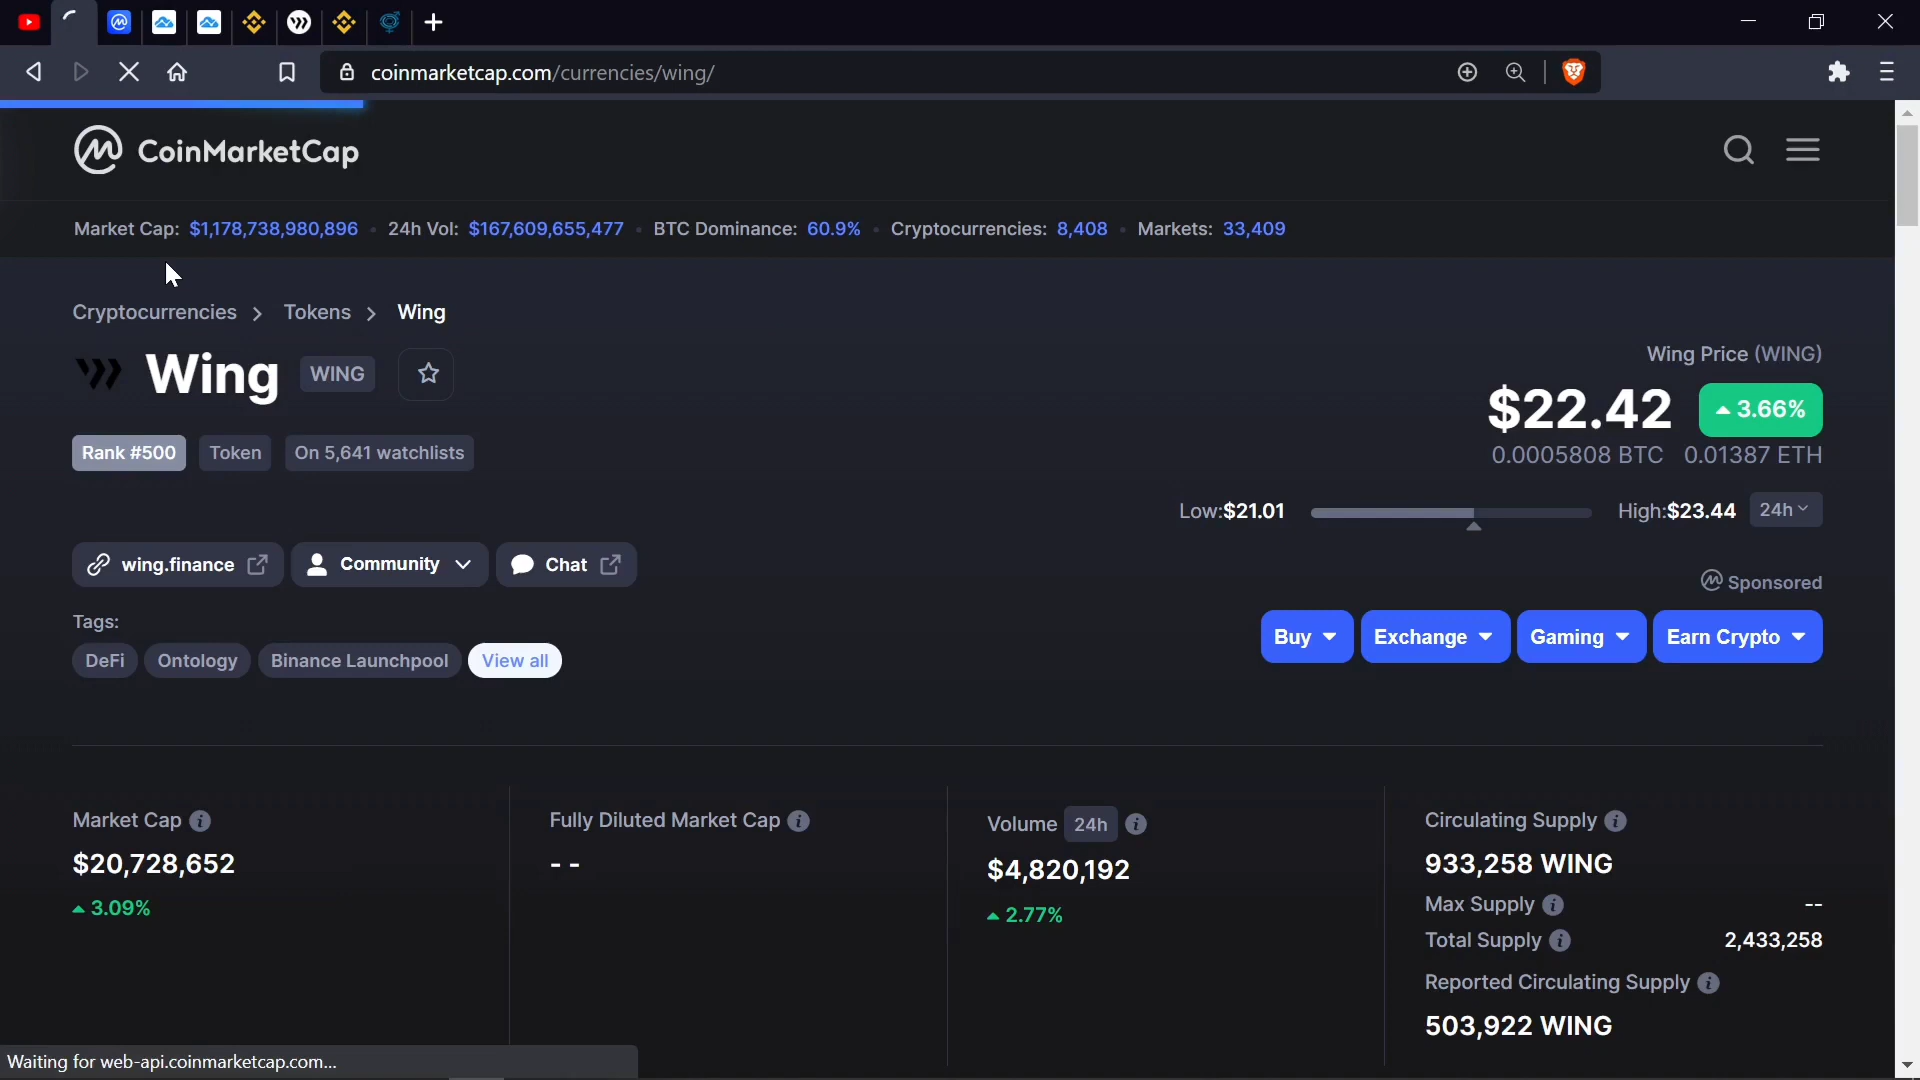 coinmarketcap.com/currencies/wing/
CoinMarketCap
Market Cap: $1,178,738,980,896 • 24h Vol: $167,609,655,477 • BTC Dominance: 60.9% • Cryptocurrencies: 8,408 • Markets: 33,409
Cryptocurrencies > Tokens > Wing
Wing WING
Wing Price (WING)
$22.42 3.66%
0.0005808 BTC 0.01387 ETH
Rank #500 Token On 5,641 watchlists
Low:$21.01 High:$23.44 24h
wing.finance Community Chat
Sponsored
Tags:
Buy Exchange Gaming Earn Crypto
DeFi Ontology Binance Launchpool View all
Market Cap
$20,728,652
3.09%
Fully Diluted Market Cap
- -
Volume 24h
$4,820,192
2.77%
Circulating Supply
933,258 WING
Max Supply --
Total Supply 2,433,258
Reported Circulating Supply
503,922 WING
Waiting for web-api.coinmarketcap.com...